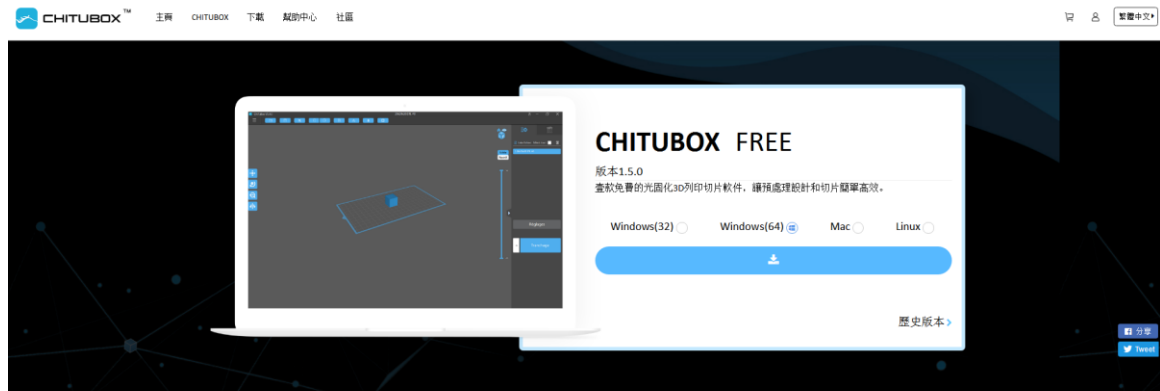 CHITUBOX™
主頁 CHITUBOX 下載 幫助中心 社區
繁體中文
CHITUBOX FREE
版本1.5.0
壹款免費的光固化3D列印切片軟件，讓預處理設計和切片簡單高效。
Windows(32) Windows(64) Mac Linux
歷史版本
分享
Tweet